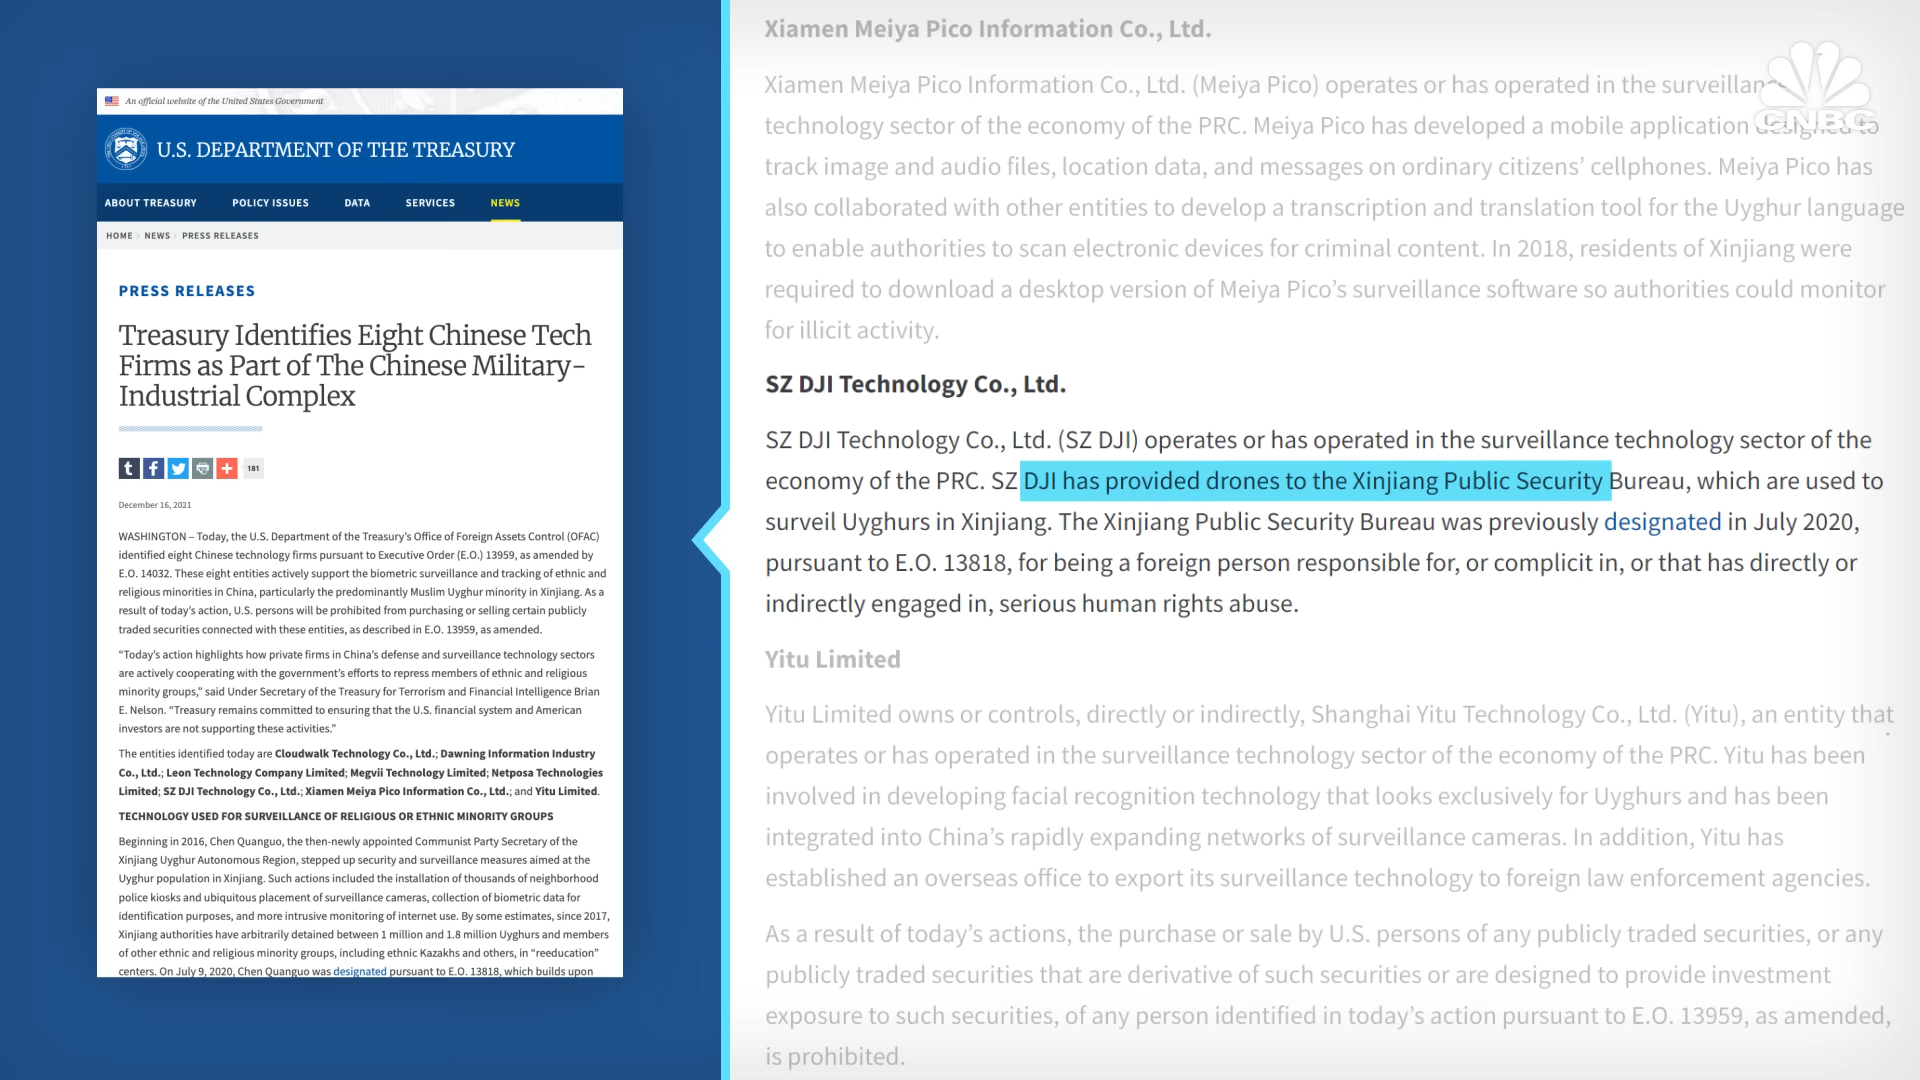 An official website of the United States Government
U.S. DEPARTMENT OF THE TREASURY
ABOUT TREASURY POLICY ISSUES DATA SERVICES NEWS
HOME NEWS PRESS RELEASES
PRESS RELEASES
Treasury Identifies Eight Chinese Tech
Firms as Part of The Chinese Military-
Industrial Complex
181
December 16, 2021
WASHINGTON – Today, the U.S. Department of the Treasury's Office of Foreign Assets Control (OFAC)
identified eight Chinese technology firms pursuant to Executive Order (E.O.) 13959, as amended by
E.O. 14032. These eight entities actively support the biometric surveillance and tracking of ethnic and
religious minorities in China, particularly the predominantly Muslim Uyghur minority in Xinjiang. As a
result of today's action, U.S. persons will be prohibited from purchasing or selling certain publicly
traded securities connected with these entities, as described in E.O. 13959, as amended.
“Today's action highlights how private firms in China's defense and surveillance technology sectors
are actively cooperating with the government's efforts to repress members of ethnic and religious
minority groups,” said Under Secretary of the Treasury for Terrorism and Financial Intelligence Brian
E. Nelson. “Treasury remains committed to ensuring that the U.S. financial system and American
investors are not supporting these activities.”
The entities identified today are Cloudwalk Technology Co., Ltd.; Dawning Information Industry
Co., Ltd.; Leon Technology Company Limited; Megvii Technology Limited; Netposa Technologies
Limited; SZ DJI Technology Co., Ltd.; Xiamen Meiya Pico Information Co., Ltd.; and Yitu Limited.
TECHNOLOGY USED FOR SURVEILLANCE OF RELIGIOUS OR ETHNIC MINORITY GROUPS
Beginning in 2016, Chen Quanguo, the then-newly appointed Communist Party Secretary of the
Xinjiang Uyghur Autonomous Region, stepped up security and surveillance measures aimed at the
Uyghur population in Xinjiang. Such actions included the installation of thousands of neighborhood
police kiosks and ubiquitous placement of surveillance cameras, collection of biometric data for
identification purposes, and more intrusive monitoring of internet use. By some estimates, since 2017,
Xinjiang authorities have arbitrarily detained between 1 million and 1.8 million Uyghurs and members
of other ethnic and religious minority groups, including ethnic Kazakhs and others, in “reeducation”
centers. On July 9, 2020, Chen Quanguo was designated pursuant to E.O. 13818, which builds upon
Xiamen Meiya Pico Information Co., Ltd.
Xiamen Meiya Pico Information Co., Ltd. (Meiya Pico) operates or has operated in the surveillance
technology sector of the economy of the PRC. Meiya Pico has developed a mobile application designed to
track image and audio files, location data, and messages on ordinary citizens’ cellphones. Meiya Pico has
also collaborated with other entities to develop a transcription and translation tool for the Uyghur language
to enable authorities to scan electronic devices for criminal content. In 2018, residents of Xinjiang were
required to download a desktop version of Meiya Pico’s surveillance software so authorities could monitor
for illicit activity.
SZ DJI Technology Co., Ltd.
SZ DJI Technology Co., Ltd. (SZ DJI) operates or has operated in the surveillance technology sector of the
economy of the PRC. SZ DJI has provided drones to the Xinjiang Public Security Bureau, which are used to
surveil Uyghurs in Xinjiang. The Xinjiang Public Security Bureau was previously designated in July 2020,
pursuant to E.O. 13818, for being a foreign person responsible for, or complicit in, or that has directly or
indirectly engaged in, serious human rights abuse.
Yitu Limited
Yitu Limited owns or controls, directly or indirectly, Shanghai Yitu Technology Co., Ltd. (Yitu), an entity that
operates or has operated in the surveillance technology sector of the economy of the PRC. Yitu has been
involved in developing facial recognition technology that looks exclusively for Uyghurs and has been
integrated into China’s rapidly expanding networks of surveillance cameras. In addition, Yitu has
established an overseas office to export its surveillance technology to foreign law enforcement agencies.
As a result of today’s actions, the purchase or sale by U.S. persons of any publicly traded securities, or any
publicly traded securities that are derivative of such securities or are designed to provide investment
exposure to such securities, of any person identified in today’s action pursuant to E.O. 13959, as amended,
is prohibited.
CNBC